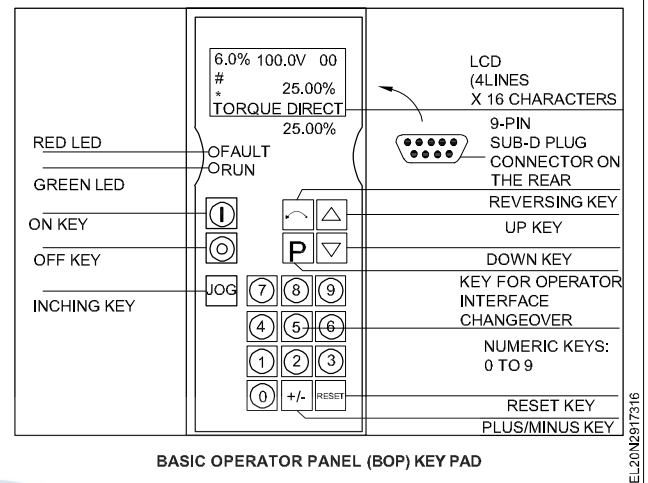 6.0% 100.0V 00
#
* 25.00%
TORQUE DIRECT
25.00%
FAULT
RUN
RED LED
GREEN LED
ON KEY
OFF KEY
INCHING KEY
JOG
P
7 8 9
4 5 6
1 2 3
0 +/- RESET
LCD
(4LINES
X 16 CHARACTERS
9-PIN
SUB-D PLUG
CONNECTOR ON
THE REAR
REVERSING KEY
UP KEY
DOWN KEY
KEY FOR OPERATOR
INTERFACE
CHANGEOVER
NUMERIC KEYS:
0 TO 9
RESET KEY
PLUS/MINUS KEY
EL20N2917316
BASIC OPERATOR PANEL (BOP) KEY PAD